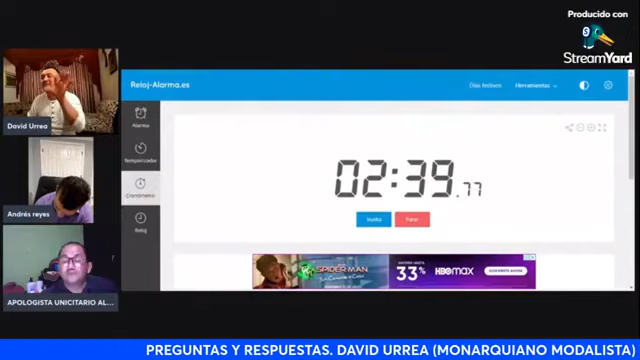 Producido con
StreamYard
Reloj-Alarma.es
Días festivos
Herramientas
David Urrea
Alarma
Temporizador
Cronómetro
Reloj
02:39.77
Vuelta
Parar
Andrés reyes
SPIDER-MAN
33%
HBOMAX
APOLOGISTA UNICITARIO AL...
PREGUNTAS Y RESPUESTAS. DAVID URREA (MONARQUIANO MODALISTA)